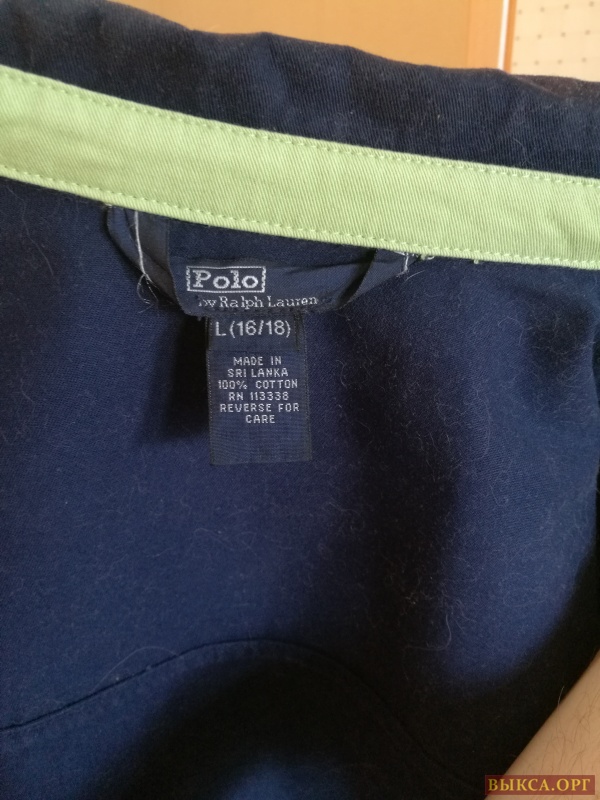 Polo
by Ralph Lauren
L (16/18)
MADE IN
SRI LANKA
100% COTTON
RN 113338
REVERSE FOR
CARE
ВЫКСА.ОРГ